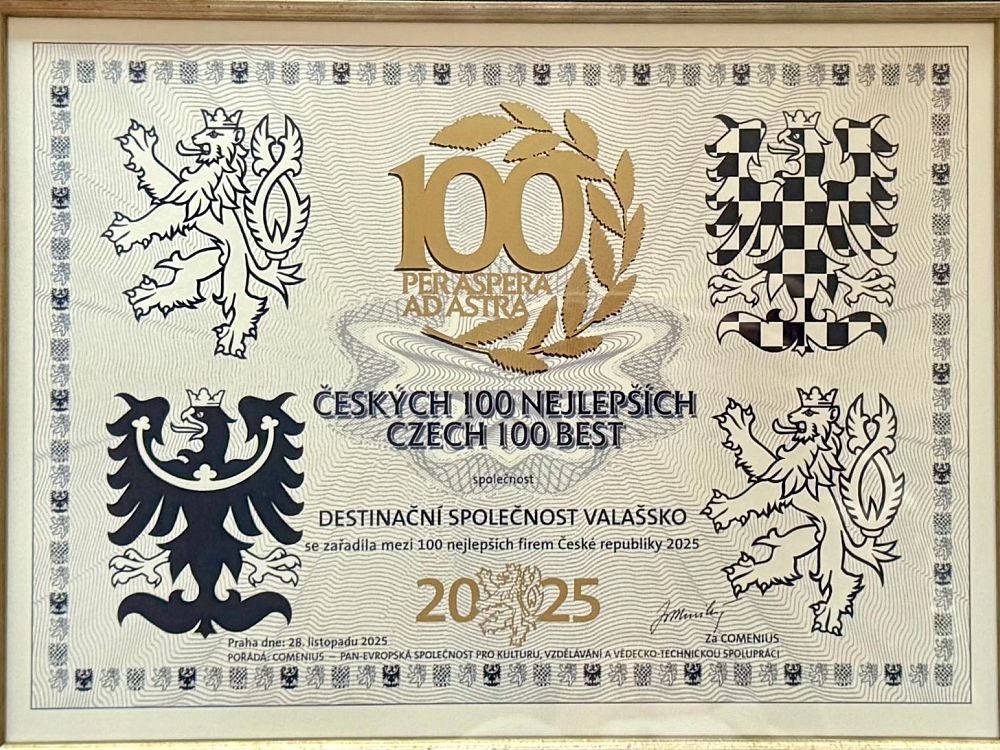 100
PER ASPERA
AD ASTRA
ČESKÝCH 100 NEJLEPŠÍCH
CZECH 100 BEST
společnost
DESTINAČNÍ SPOLEČNOST VALAŠSKO
se zařadila mezi 100 nejlepších firem České republiky 2025
2025
Praha dne: 28. listopadu 2025
Za COMENIUS
POŘÁDÁ: COMENIUS – PAN-EVROPSKÁ SPOLEČNOST PRO KULTURU, VZDĚLÁVÁNÍ A VĚDECKO-TECHNICKOU SPOLUPRÁCI